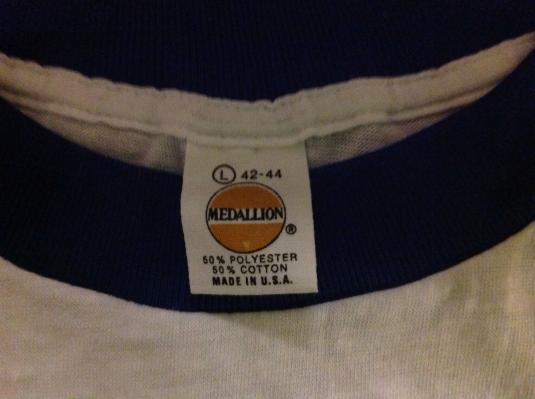 L 42-44
MEDALLION ®
50% POLYESTER
50% COTTON
MADE IN U.S.A.